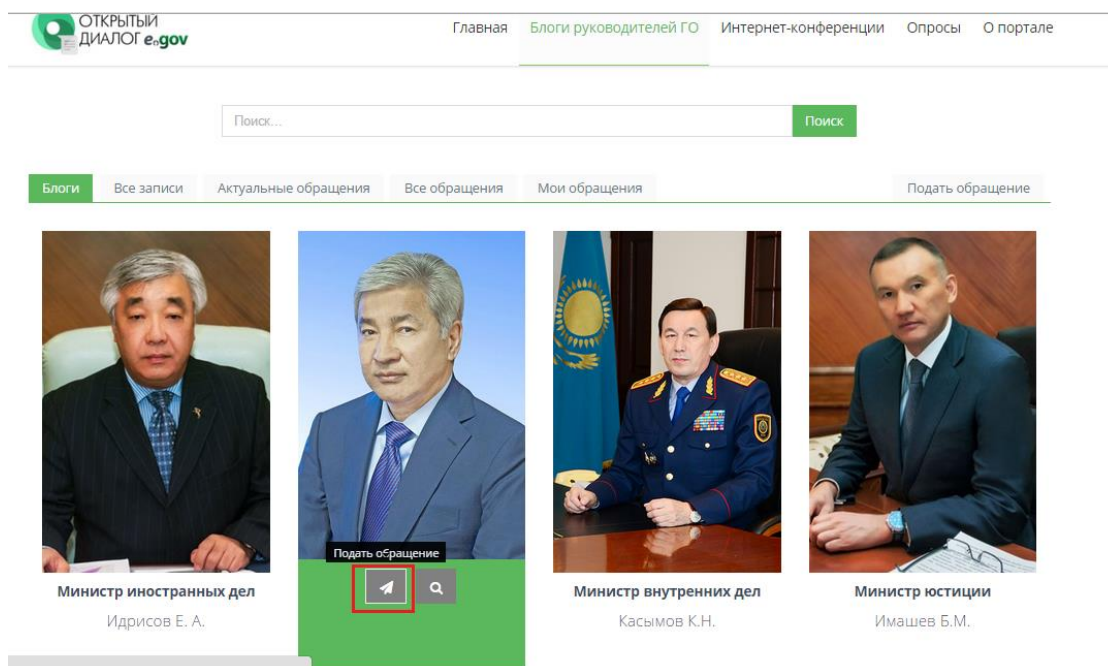 ОТКРЫТЫЙ
ДИАЛОГ e.gov
Главная Блоги руководителей ГО Интернет-конференции Опросы О портале
Поиск... Поиск
Блоги Все записи Актуальные обращения Все обращения Мои обращения Подать обращение
Подать обращение
Министр иностранных дел Министр внутренних дел Министр юстиции
Идрисов Е. А. Касымов К.Н. Имашев Б.М.